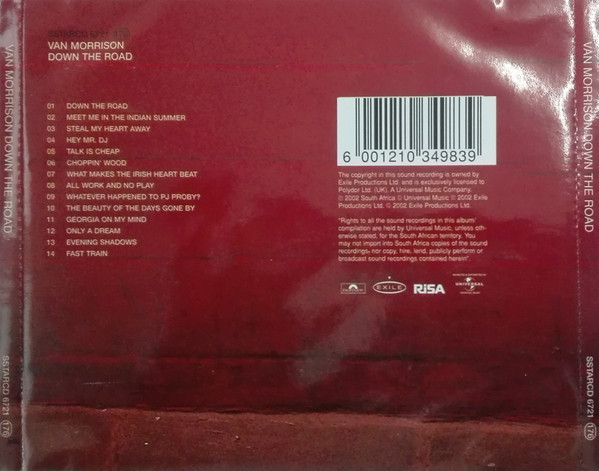 SSTARCD 6721 176
VAN MORRISON
DOWN THE ROAD
01 DOWN THE ROAD
02 MEET ME IN THE INDIAN SUMMER
03 STEAL MY HEART AWAY
04 HEY MR. DJ
05 TALK IS CHEAP
06 CHOPPIN' WOOD
07 WHAT MAKES THE IRISH HEART BEAT
08 ALL WORK AND NO PLAY
09 WHATEVER HAPPENED TO PJ PROBY?
10 THE BEAUTY OF THE DAYS GONE BY
11 GEORGIA ON MY MIND
12 ONLY A DREAM
13 EVENING SHADOWS
14 FAST TRAIN
6 001210 349839
The copyright in this sound recording is owned by
Exile Productions Ltd. and is exclusively licensed to
Polydor Ltd. (UK). A Universal Music Company.
℗ 2002 South Africa © Universal Music ℗ 2002 Exile
Productions Ltd. © 2002 Exile Productions Ltd.
"Rights to all the sound recordings in this album/
compilation are held by Universal Music, unless oth-
erwise stated, for the South African territory. You
may not import into South Africa copies of the sound
recordings, nor copy, hire, lend, publicly perform or
broadcast sound recordings contained herein".
EXILE
RiSA
UNIVERSAL
VAN MORRISON DOWN THE ROAD
SSTARCD 6721 176
VAN MORRISON DOWN THE ROAD
SSTARCD 6721 176